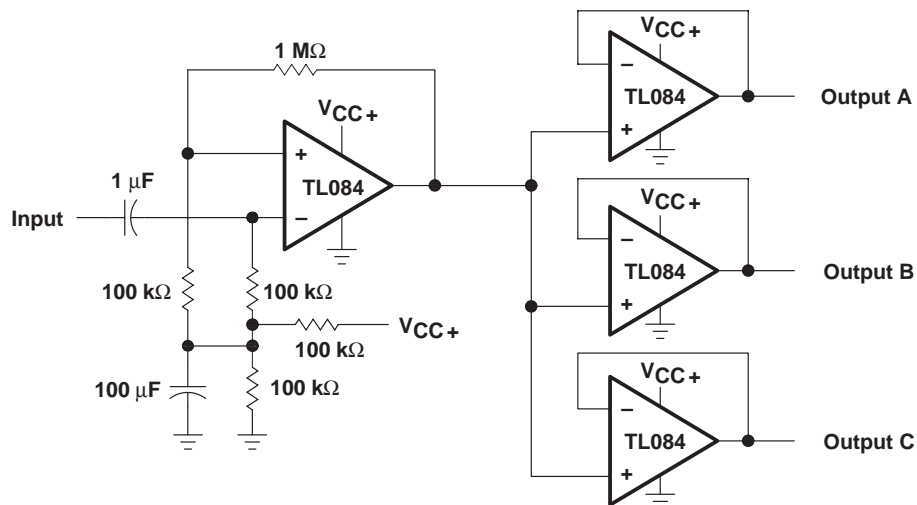 1 MΩ
VCC+
+
TL084
−
1 μF
Input
100 kΩ
100 kΩ
VCC+
100 kΩ
100 μF
100 kΩ
VCC+
−
TL084
+
Output A
VCC+
−
TL084
+
Output B
VCC+
−
TL084
+
Output C